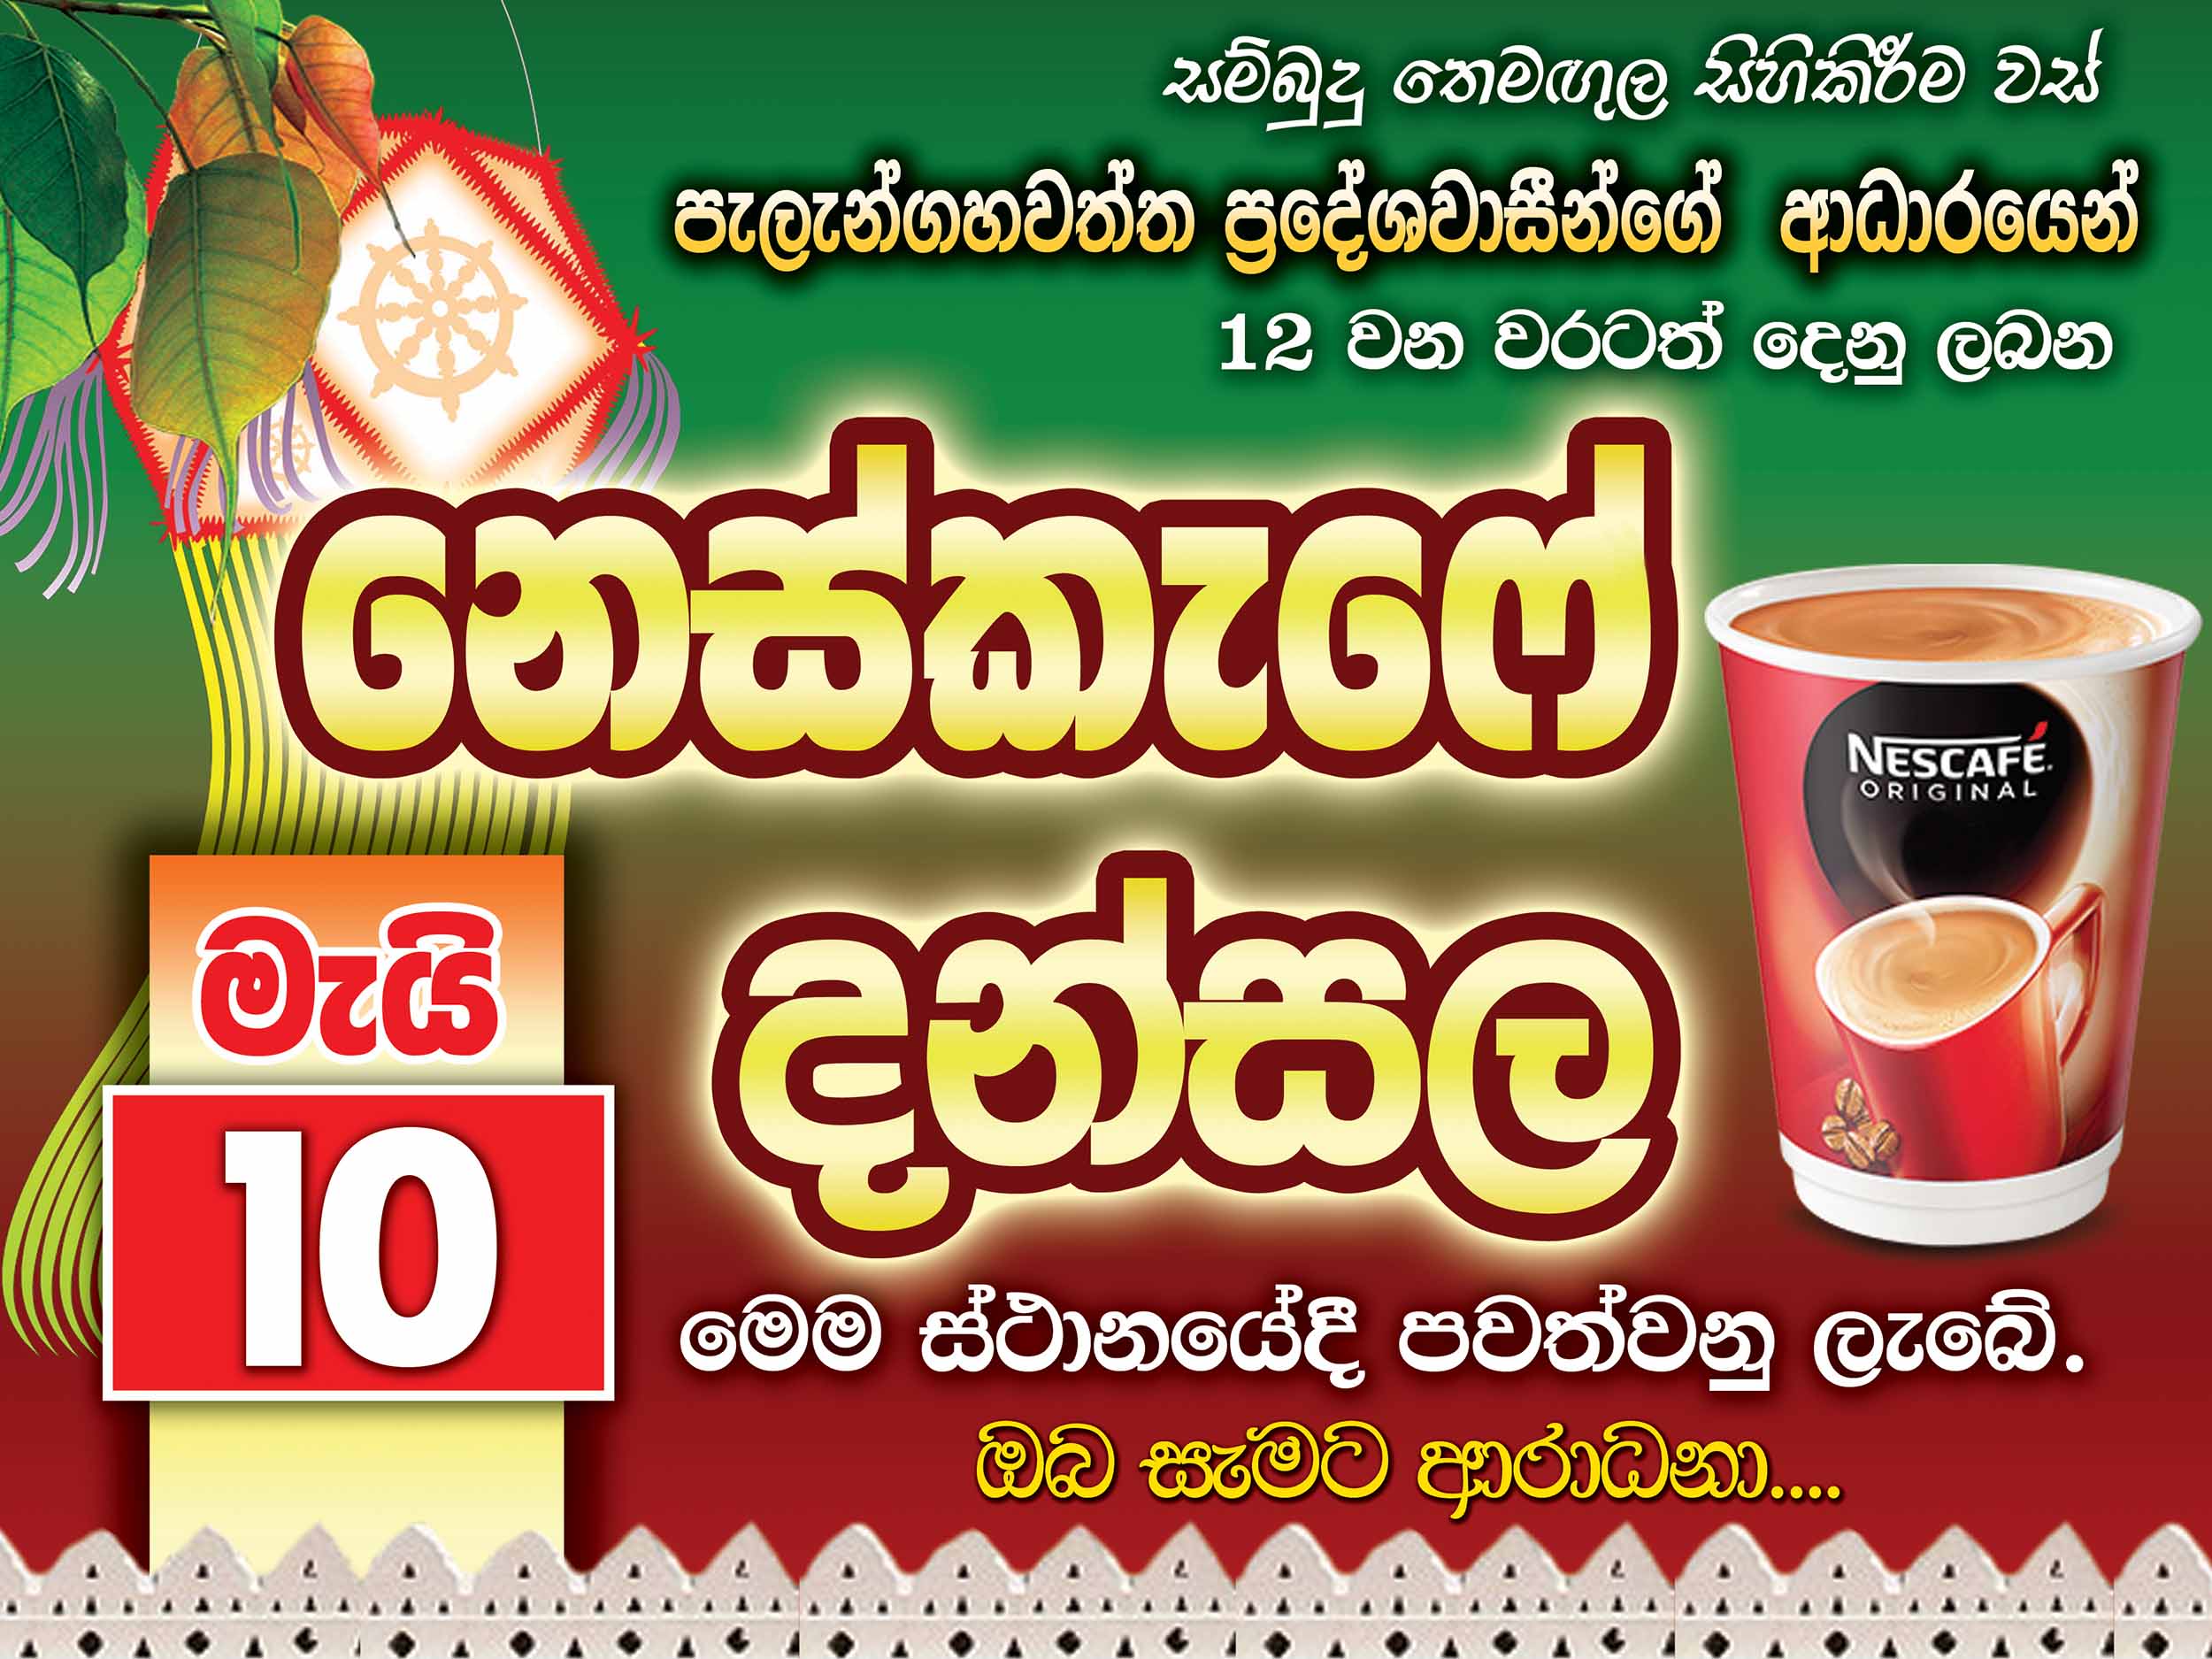 සම්බුදු තෙමඟුල සිහිකිරීම වස්
පැලැන්ගහවත්ත ප්‍රදේශවාසීන්ගේ ආධාරයෙන්
12 වන වරටත් දෙනු ලබන
නෙස්කැෆේ
දන්සල
NESCAFÉ
ORIGINAL
මැයි
10
මෙම ස්ථානයේදී පවත්වනු ලැබේ.
ඔබ සැමට ආරාධනා....